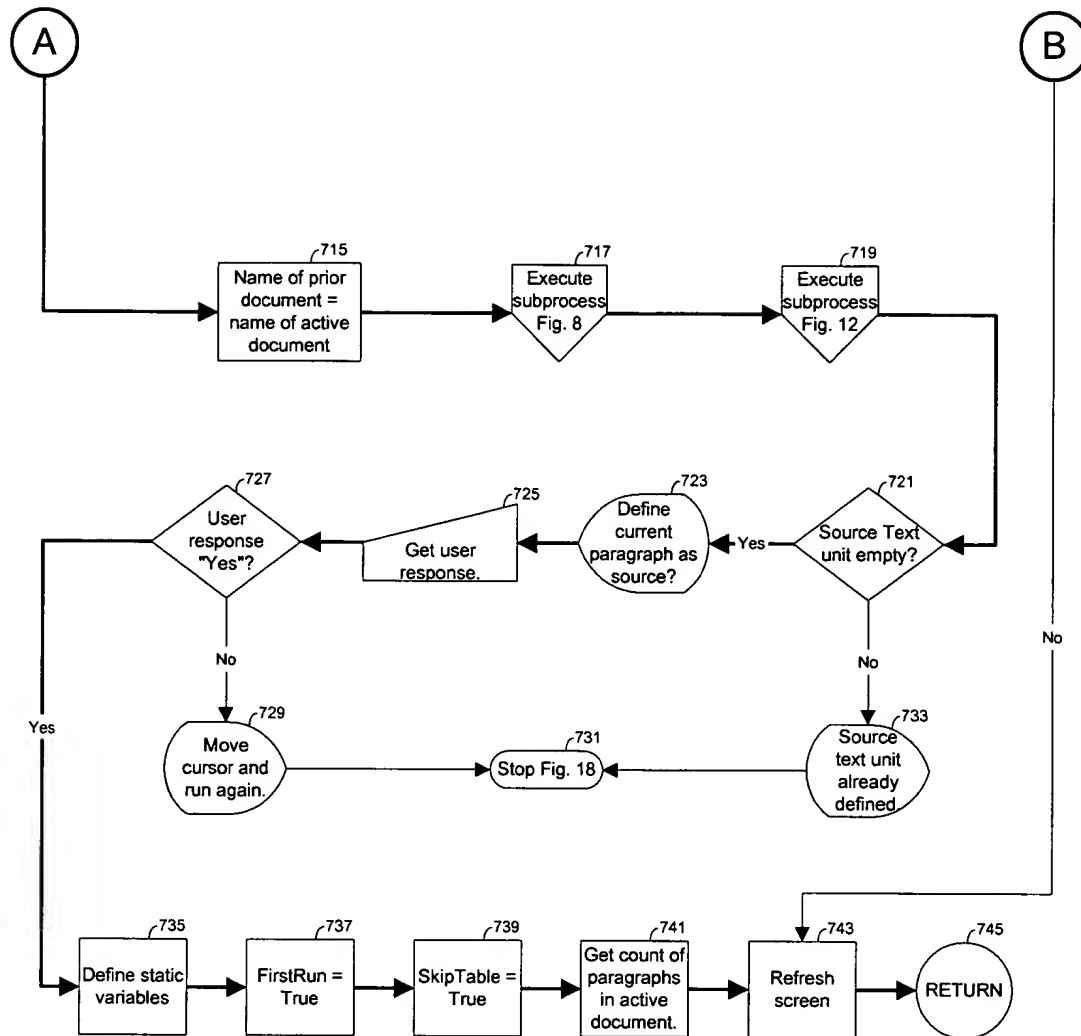 A
B
715
Name of prior
document =
name of active
document
717
Execute
subprocess
Fig. 8
719
Execute
subprocess
Fig. 12
727
User
response
"Yes"?
725
Get user
response.
723
Define
current
paragraph as
source?
Yes
721
Source Text
unit empty?
No
No
No
Yes
729
Move
cursor and
run again.
731
Stop Fig. 18
733
Source
text unit
already
defined
735
Define static
variables
737
FirstRun =
True
739
SkipTable =
True
741
Get count of
paragraphs
in active
document.
743
Refresh
screen
745
RETURN